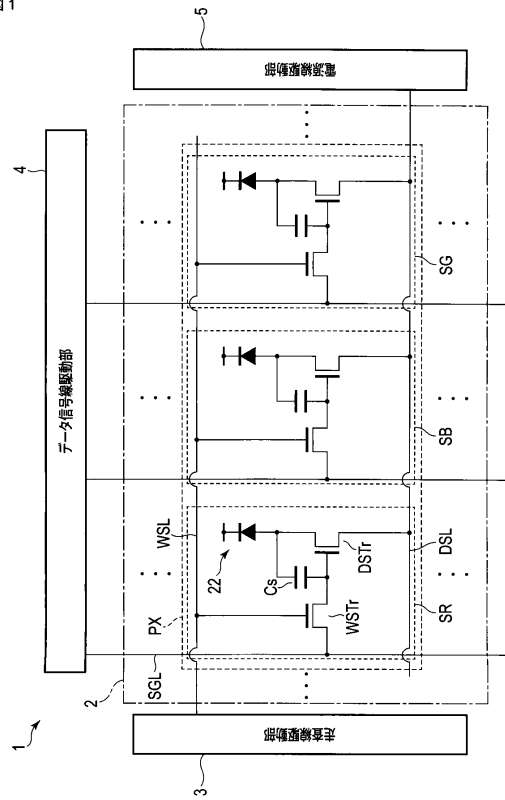 図1
1
2
3
走査線駆動部
4
データ信号線駆動部
5
電源線駆動部
SGL
PX
WSL
22
Cs
WSTr
DSTr
DSL
SR
SB
SG